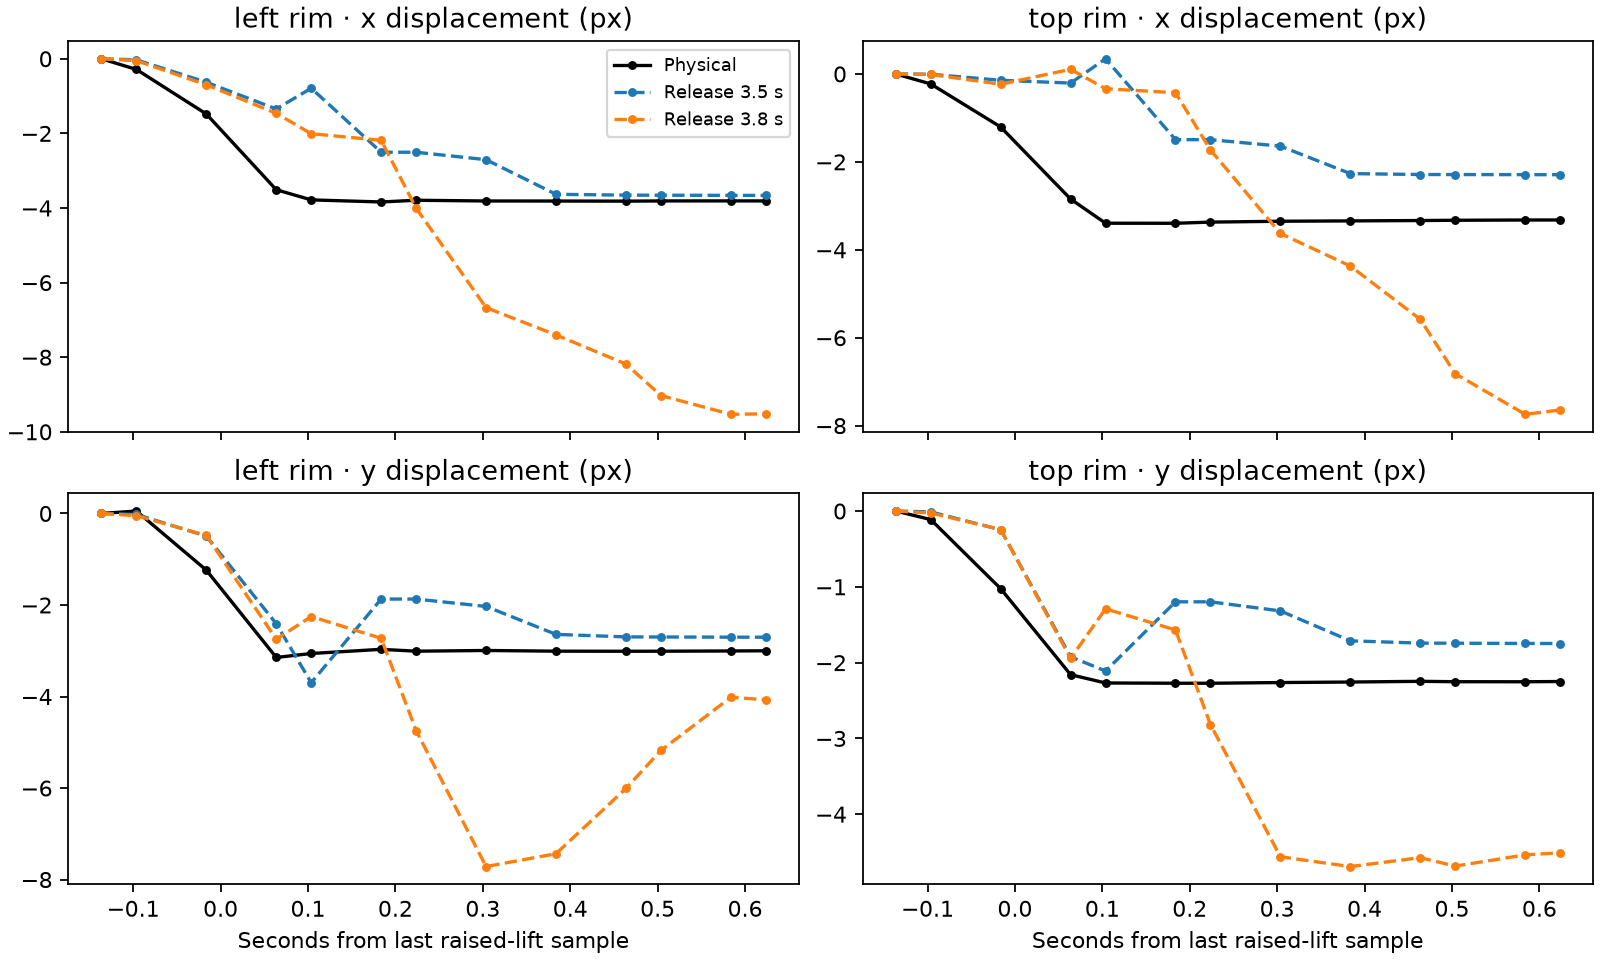 left rim · x displacement (px)
top rim · x displacement (px)
0
−2
−4
−6
−8
−10
Physical
Release 3.5 s
Release 3.8 s
0
−2
−4
−6
−8
left rim · y displacement (px)
top rim · y displacement (px)
0
−2
−4
−6
−8
0
−1
−2
−3
−4
−0.1 0.0 0.1 0.2 0.3 0.4 0.5 0.6
−0.1 0.0 0.1 0.2 0.3 0.4 0.5 0.6
Seconds from last raised-lift sample
Seconds from last raised-lift sample